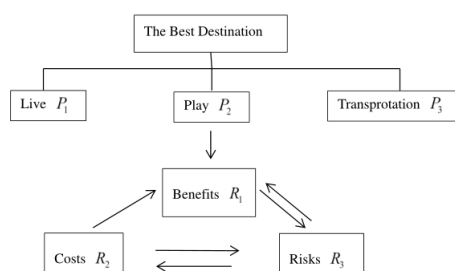 The Best Destination
Live P₁
Play P₂
Transprotation P₃
Benefits R₁
Costs R₂
Risks R₃